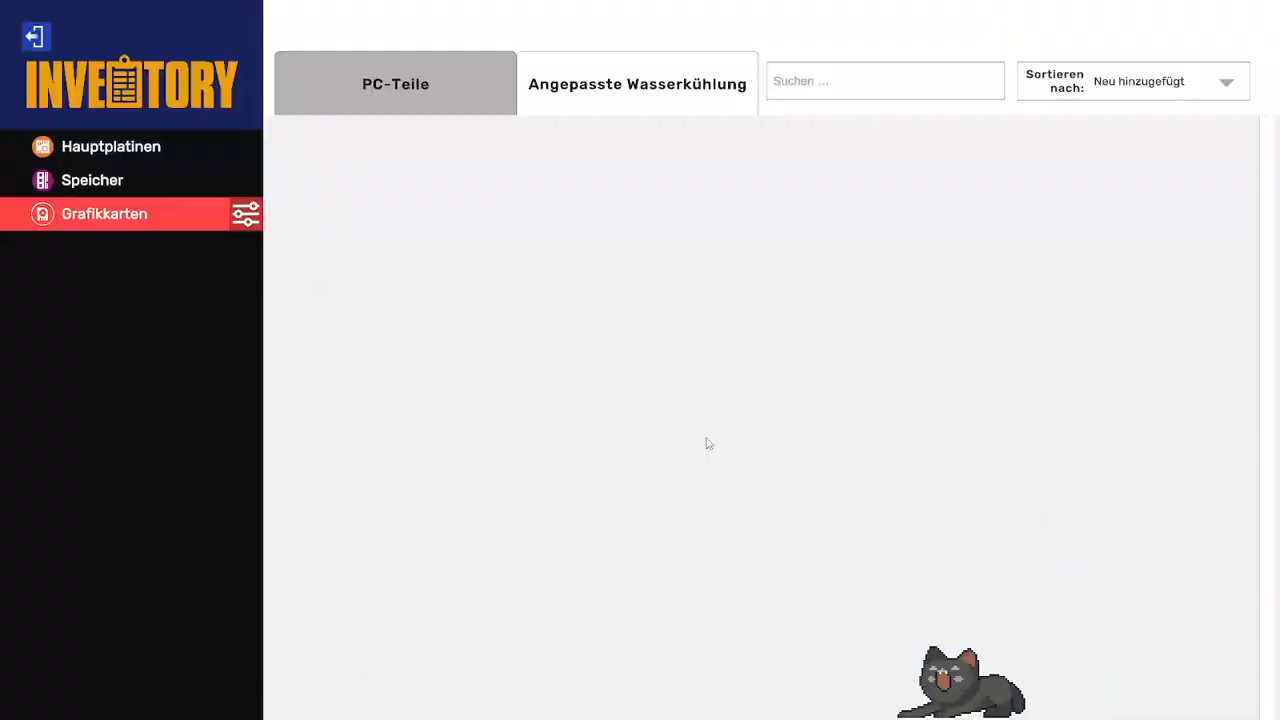 INVENTORY
Hauptplatinen
Speicher
Grafikkarten
PC-Teile
Angepasste Wasserkühlung
Suchen ...
Sortieren nach:
Neu hinzugefügt